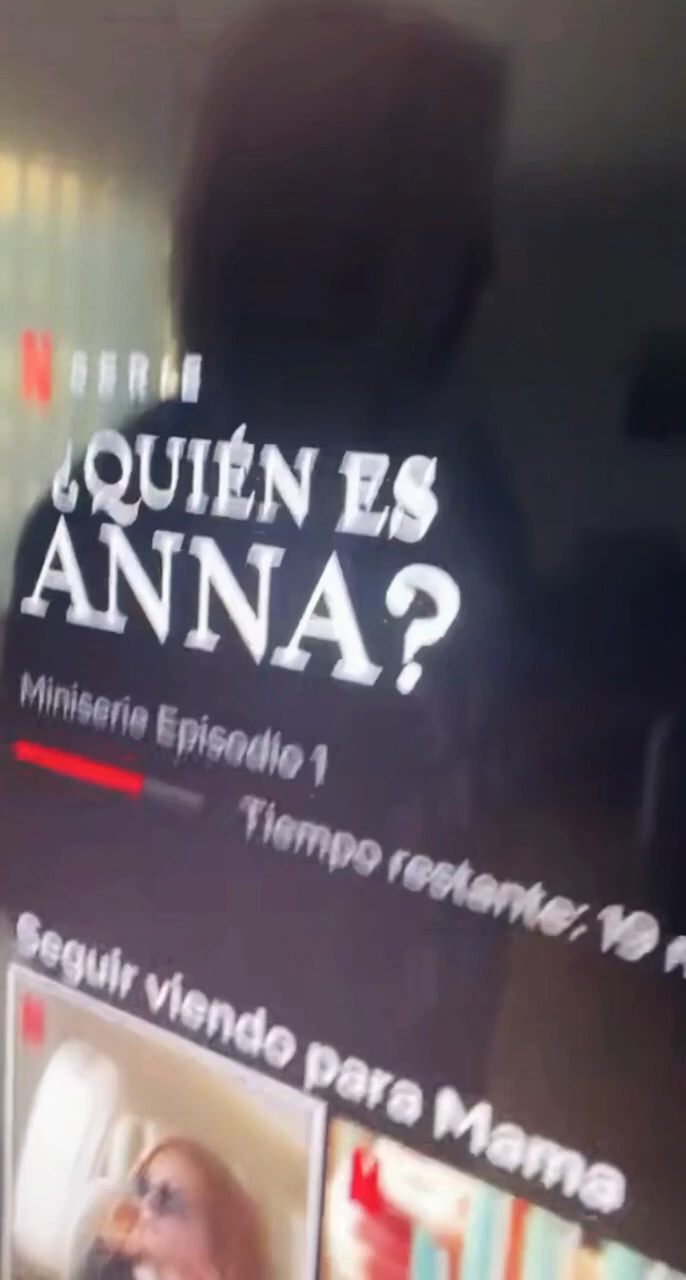 N SERIE
¿QUIÉN ES
ANNA?
Miniserie Episodio 1
Tiempo restante: 19
Seguir viendo para Mama
N
N